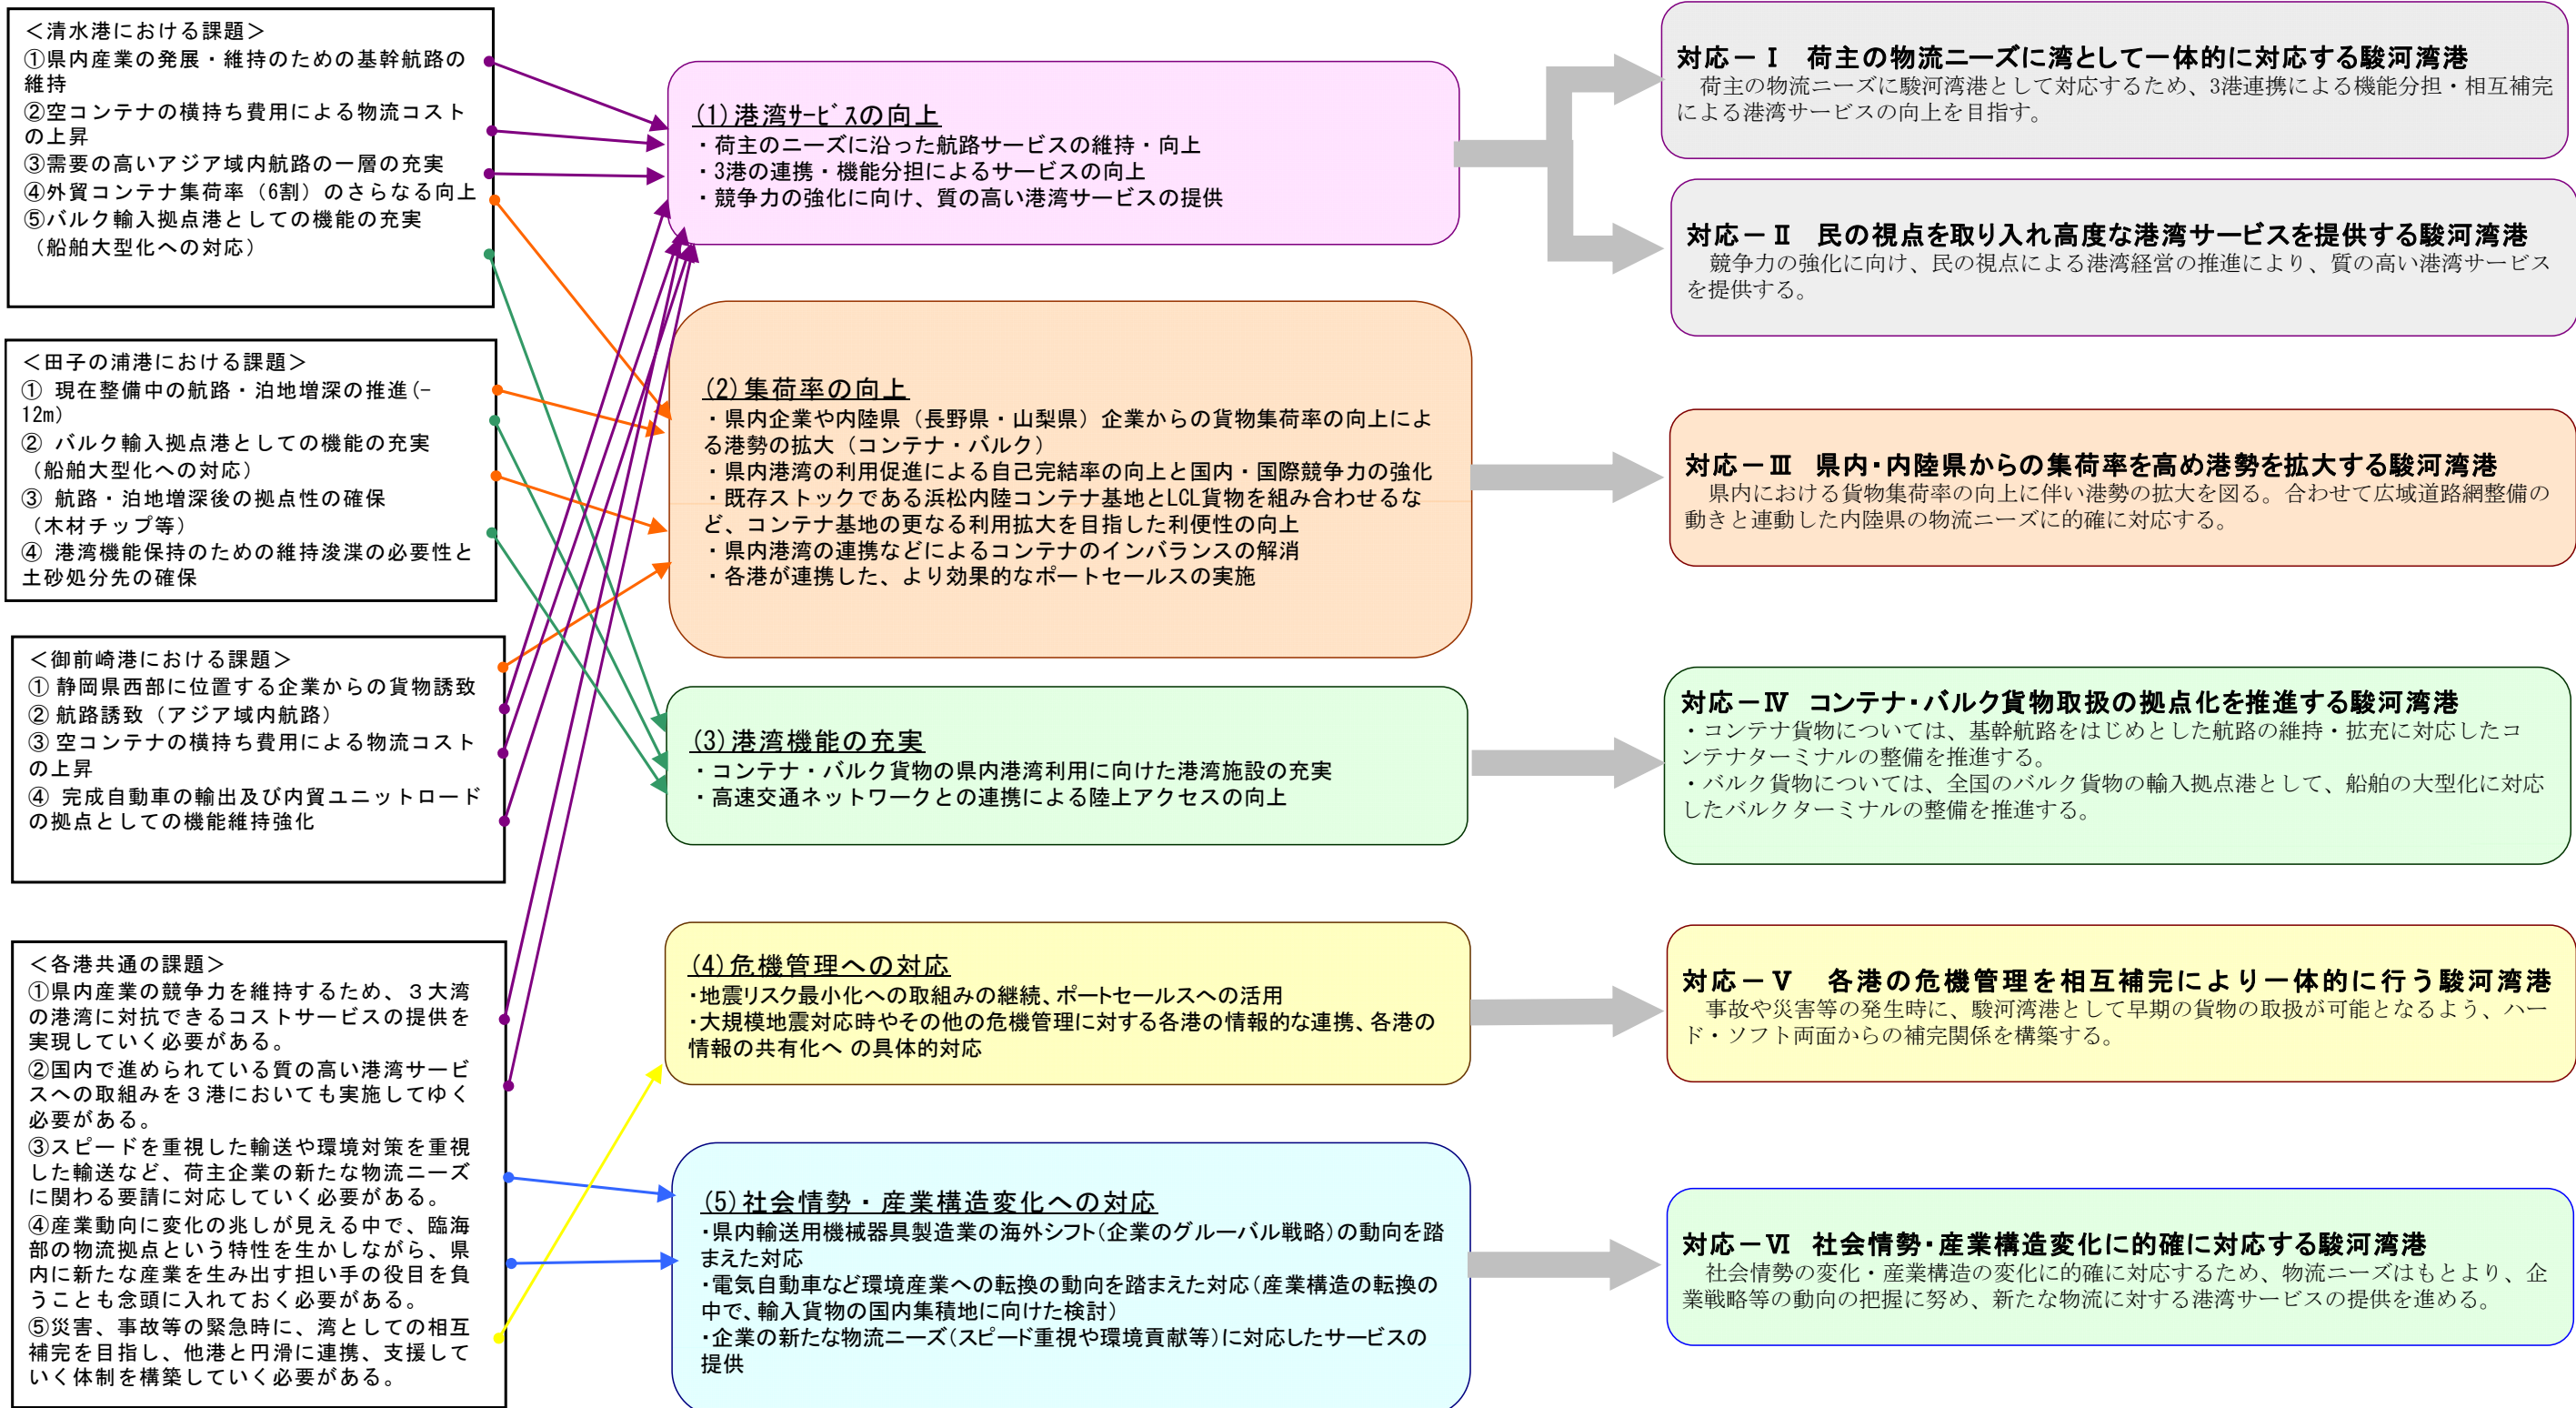 ＜清水港における課題＞
①県内産業の発展・維持のための基幹航路の
維持
②空コンテナの横持ち費用による物流コスト
の上昇
③需要の高いアジア域内航路の一層の充実
④外貿コンテナ集荷率（6割）のさらなる向上
⑤バルク輸入拠点港としての機能の充実
（船舶大型化への対応）
＜田子の浦港における課題＞
① 現在整備中の航路・泊地増深の推進(-
12m)
② バルク輸入拠点港としての機能の充実
（船舶大型化への対応）
③ 航路・泊地増深後の拠点性の確保
（木材チップ等）
④ 港湾機能保持のための維持浚渫の必要性と
土砂処分先の確保
＜御前崎港における課題＞
① 静岡県西部に位置する企業からの貨物誘致
② 航路誘致（アジア域内航路）
③ 空コンテナの横持ち費用による物流コスト
の上昇
④ 完成自動車の輸出及び内貿ユニットロード
の拠点としての機能維持強化
＜各港共通の課題＞
①県内産業の競争力を維持するため、３大湾
の港湾に対抗できるコストサービスの提供を
実現していく必要がある。
②国内で進められている質の高い港湾サービ
スへの取組みを３港においても実施してゆく
必要がある。
③スピードを重視した輸送や環境対策を重視
した輸送など、荷主企業の新たな物流ニーズ
に関わる要請に対応していく必要がある。
④産業動向に変化の兆しが見える中で、臨海
部の物流拠点という特性を生かしながら、県
内に新たな産業を生み出す担い手の役目を負
うことも念頭に入れておく必要がある。
⑤災害、事故等の緊急時に、湾としての相互
補完を目指し、他港と円滑に連携、支援して
いく体制を構築していく必要がある。
(1)港湾ｻｰﾋﾞｽの向上
・荷主のニーズに沿った航路サービスの維持・向上
・3港の連携・機能分担によるサービスの向上
・競争力の強化に向け、質の高い港湾サービスの提供
(2)集荷率の向上
・県内企業や内陸県（長野県・山梨県）企業からの貨物集荷率の向上によ
る港勢の拡大（コンテナ・バルク）
・県内港湾の利用促進による自己完結率の向上と国内・国際競争力の強化
・既存ストックである浜松内陸コンテナ基地とLCL貨物を組み合わせるな
ど、コンテナ基地の更なる利用拡大を目指した利便性の向上
・県内港湾の連携などによるコンテナのインバランスの解消
・各港が連携した、より効果的なポートセールスの実施
(3)港湾機能の充実
・コンテナ・バルク貨物の県内港湾利用に向けた港湾施設の充実
・高速交通ネットワークとの連携による陸上アクセスの向上
(4)危機管理への対応
・地震リスク最小化への取組みの継続、ポートセールスへの活用
・大規模地震対応時やその他の危機管理に対する各港の情報的な連携、各港の
情報の共有化へ の具体的対応
(5)社会情勢・産業構造変化への対応
・県内輸送用機械器具製造業の海外シフト（企業のグルーバル戦略）の動向を踏
まえた対応
・電気自動車など環境産業への転換の動向を踏まえた対応（産業構造の転換の
中で、輸入貨物の国内集積地に向けた検討）
・企業の新たな物流ニーズ（スピード重視や環境貢献等）に対応したサービスの
提供
対応－Ⅰ　荷主の物流ニーズに湾として一体的に対応する駿河湾港
荷主の物流ニーズに駿河湾港として対応するため、3港連携による機能分担・相互補完
による港湾サービスの向上を目指す。
対応－Ⅱ　民の視点を取り入れ高度な港湾サービスを提供する駿河湾港
競争力の強化に向け、民の視点による港湾経営の推進により、質の高い港湾サービス
を提供する。
対応－Ⅲ　県内・内陸県からの集荷率を高め港勢を拡大する駿河湾港
県内における貨物集荷率の向上に伴い港勢の拡大を図る。合わせて広域道路網整備の
動きと連動した内陸県の物流ニーズに的確に対応する。
対応－Ⅳ　コンテナ・バルク貨物取扱の拠点化を推進する駿河湾港
・コンテナ貨物については、基幹航路をはじめとした航路の維持・拡充に対応したコ
ンテナターミナルの整備を推進する。
・バルク貨物については、全国のバルク貨物の輸入拠点港として、船舶の大型化に対応
したバルクターミナルの整備を推進する。
対応－Ⅴ　各港の危機管理を相互補完により一体的に行う駿河湾港
事故や災害等の発生時に、駿河湾港として早期の貨物の取扱が可能となるよう、ハー
ド・ソフト両面からの補完関係を構築する。
対応－Ⅵ　社会情勢・産業構造変化に的確に対応する駿河湾港
社会情勢の変化・産業構造の変化に的確に対応するため、物流ニーズはもとより、企
業戦略等の動向の把握に努め、新たな物流に対する港湾サービスの提供を進める。